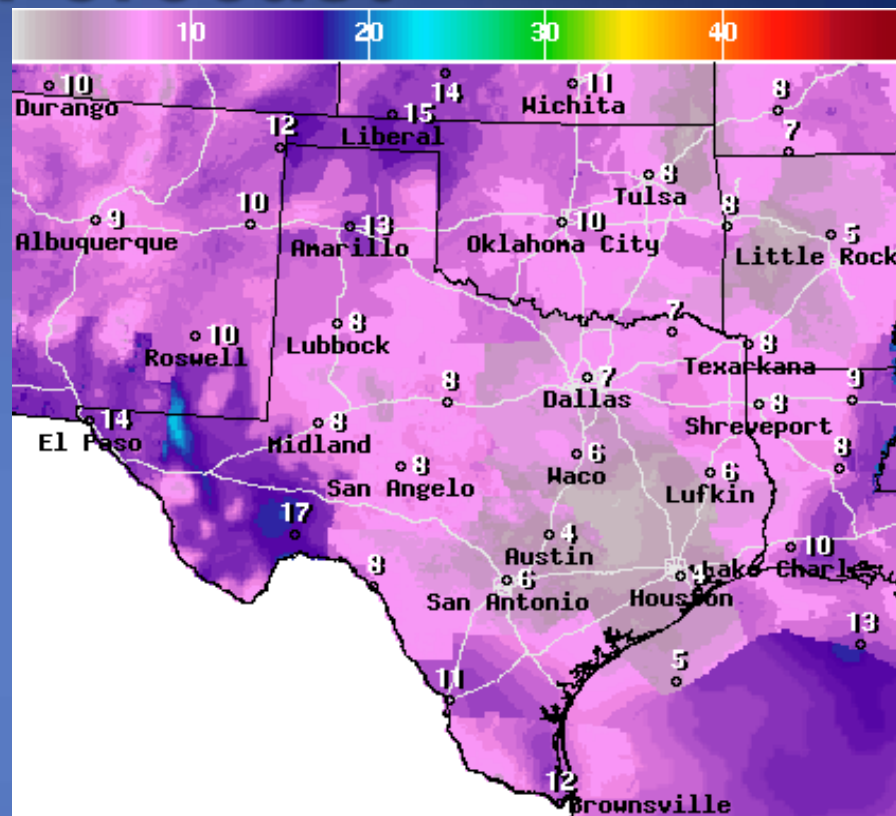 10 20 30 40
10 Durango
14
11 Wichita
8
15 Liberal
12
7
8 Tulsa
9 Albuquerque
10
13 Amarillo
10 Oklahoma City
8
5 Little Rock
10 Roswell
8 Lubbock
7
8 Texarkana
7 Dallas
8
8 Shreveport
9
14 El Paso
8 Midland
8 San Angelo
6 Waco
6 Lufkin
8
17
4 Austin
10
Lake Charles
8
6 San Antonio
4 Houston
13
5
11
12 Brownsville